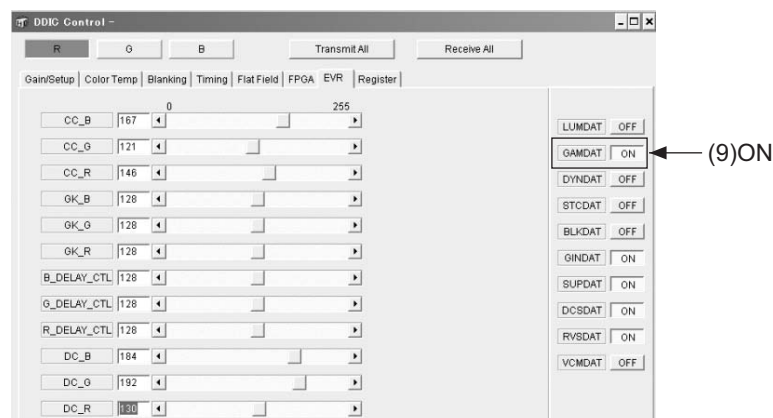 DDIC Control -
R G B Transmit All Receive All
Gain/Setup Color Temp Blanking Timing Flat Field FPGA EVR Register
0 255
CC_B 167
CC_G 121
CC_R 146
GK_B 128
GK_G 128
GK_R 128
B_DELAY_CTL 128
G_DELAY_CTL 128
R_DELAY_CTL 128
DC_B 184
DC_G 192
DC_R 130
LUMDAT OFF
GAMDAT ON
(9)ON
DYNDAT OFF
STCDAT OFF
BLKDAT OFF
GINDAT ON
SUPDAT ON
DCSDAT ON
RVSDAT ON
VCMDAT OFF